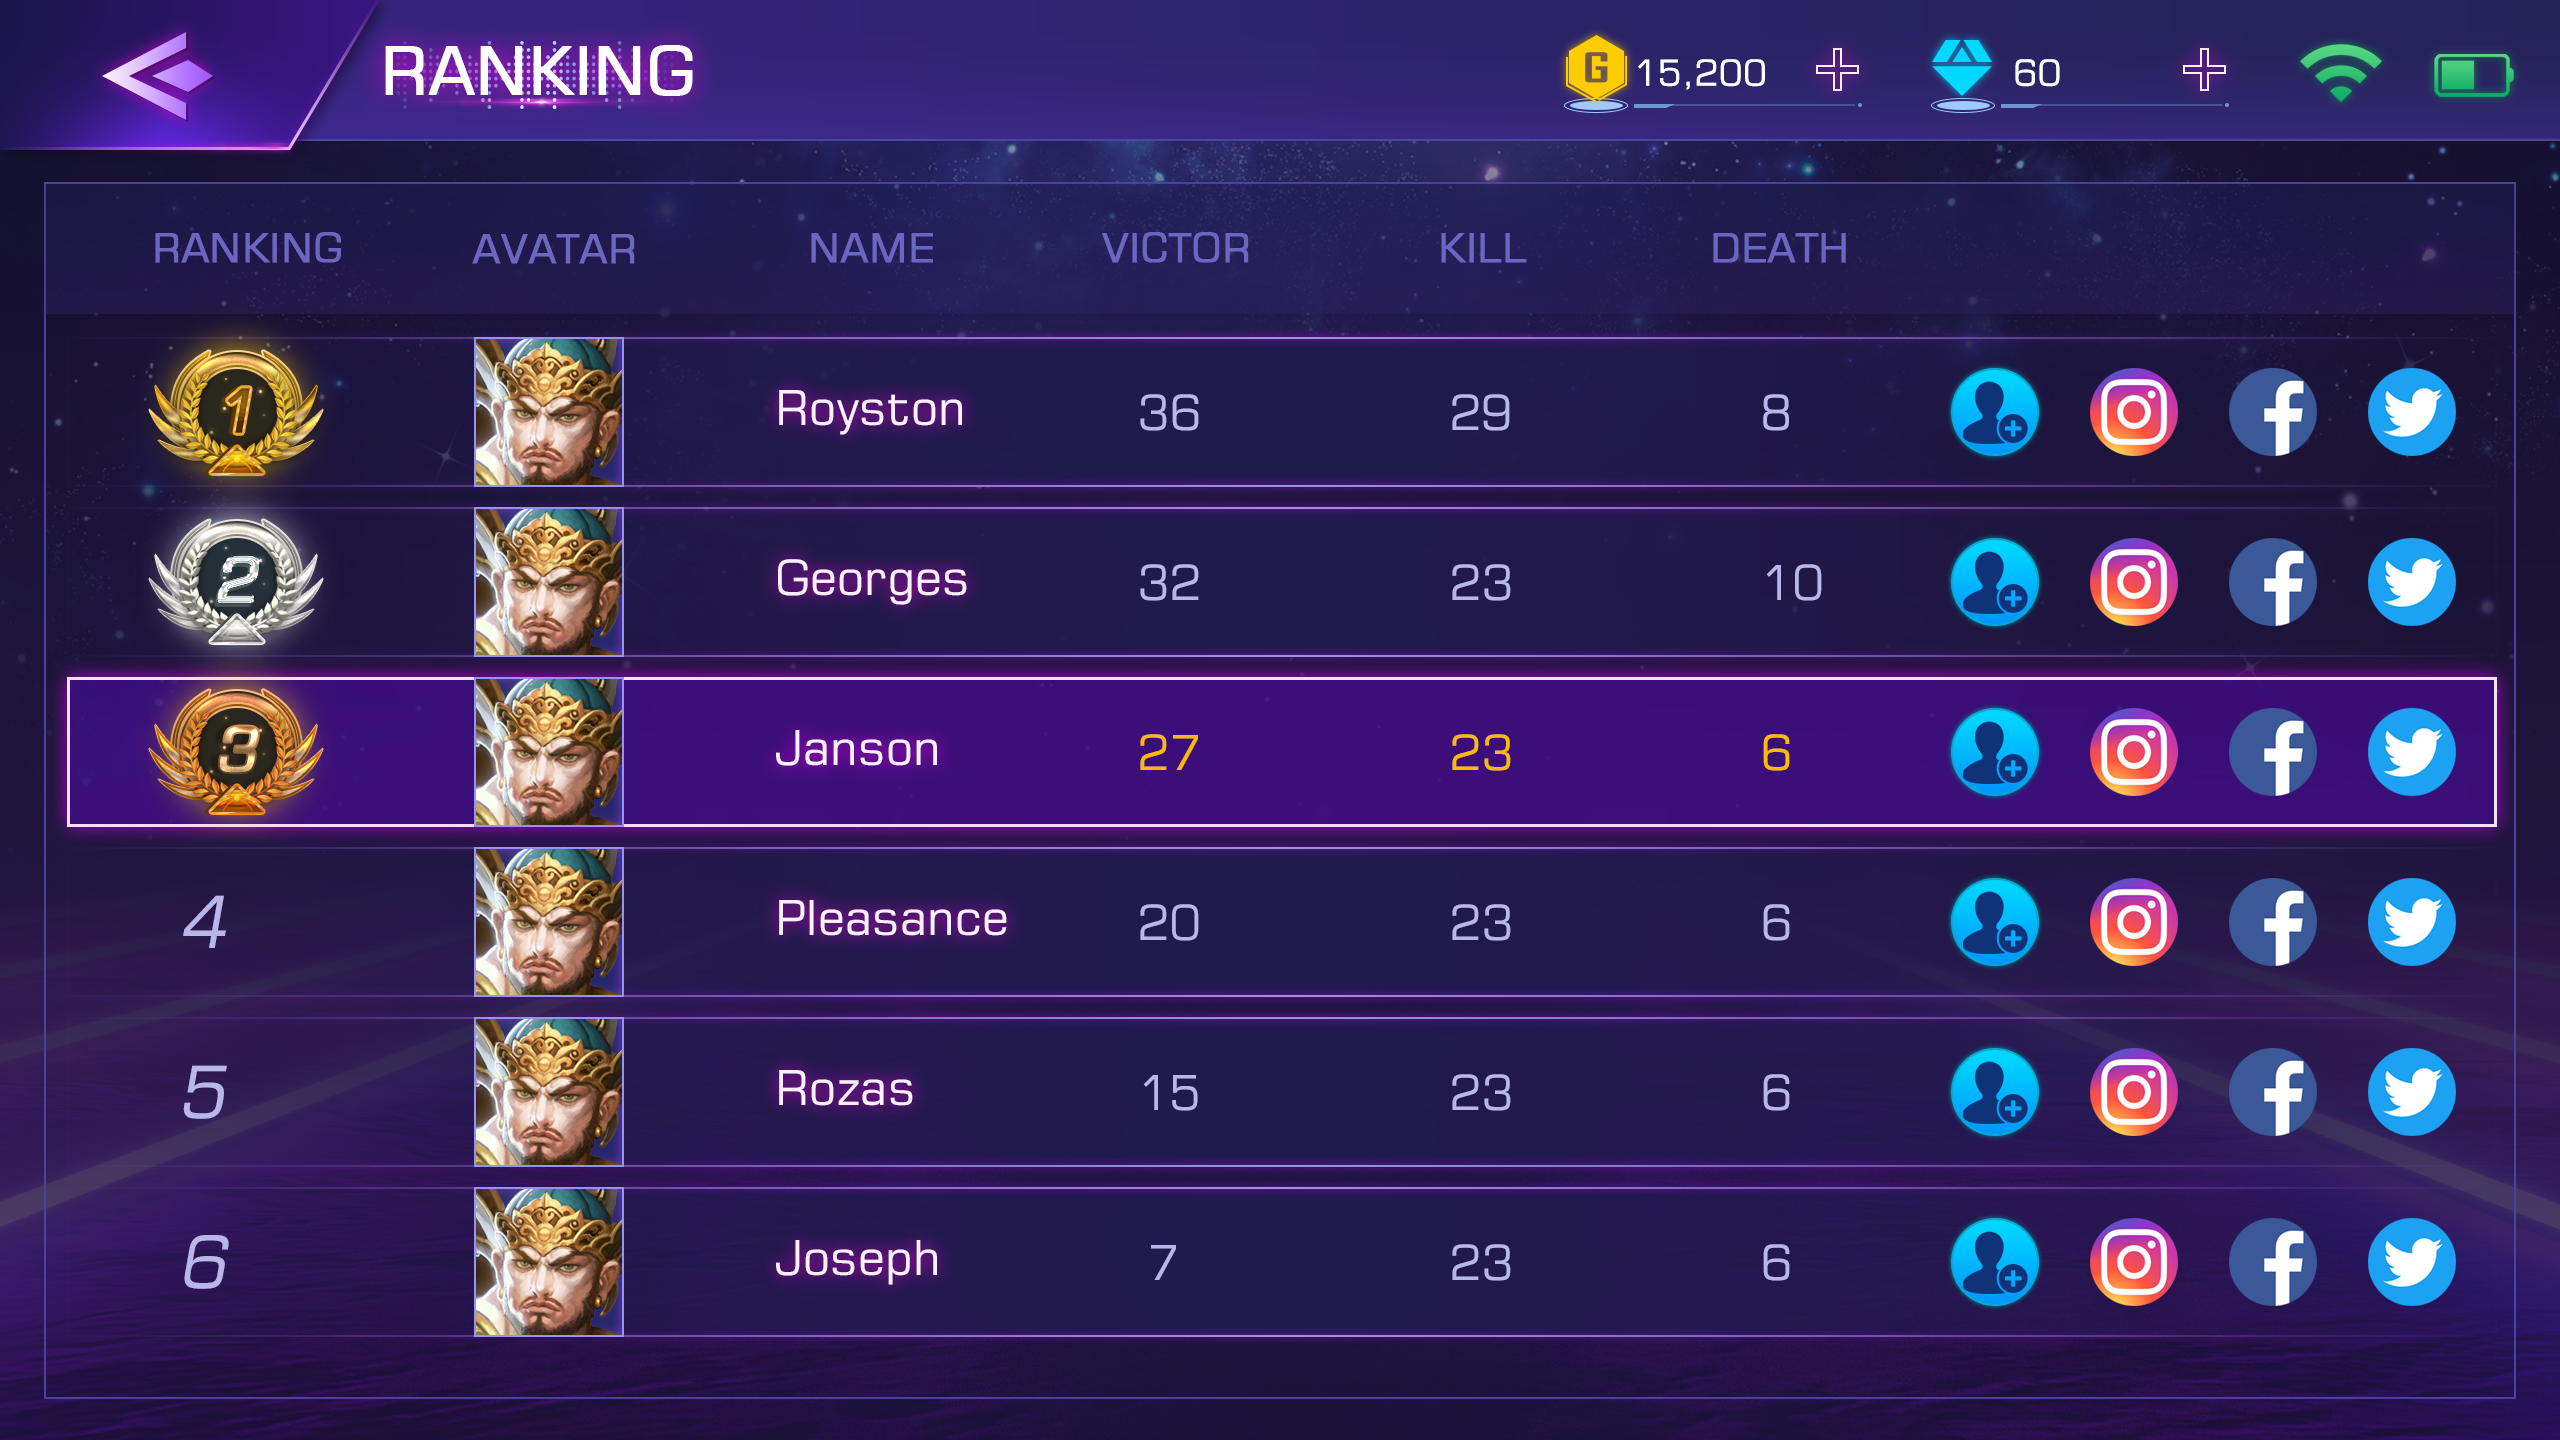 RANKING
G 15,200 60
RANKING AVATAR NAME VICTOR KILL DEATH
1 Royston 36 29 8
2 Georges 32 23 10
3 Janson 27 23 6
4 Pleasance 20 23 6
5 Rozas 15 23 6
6 Joseph 7 23 6